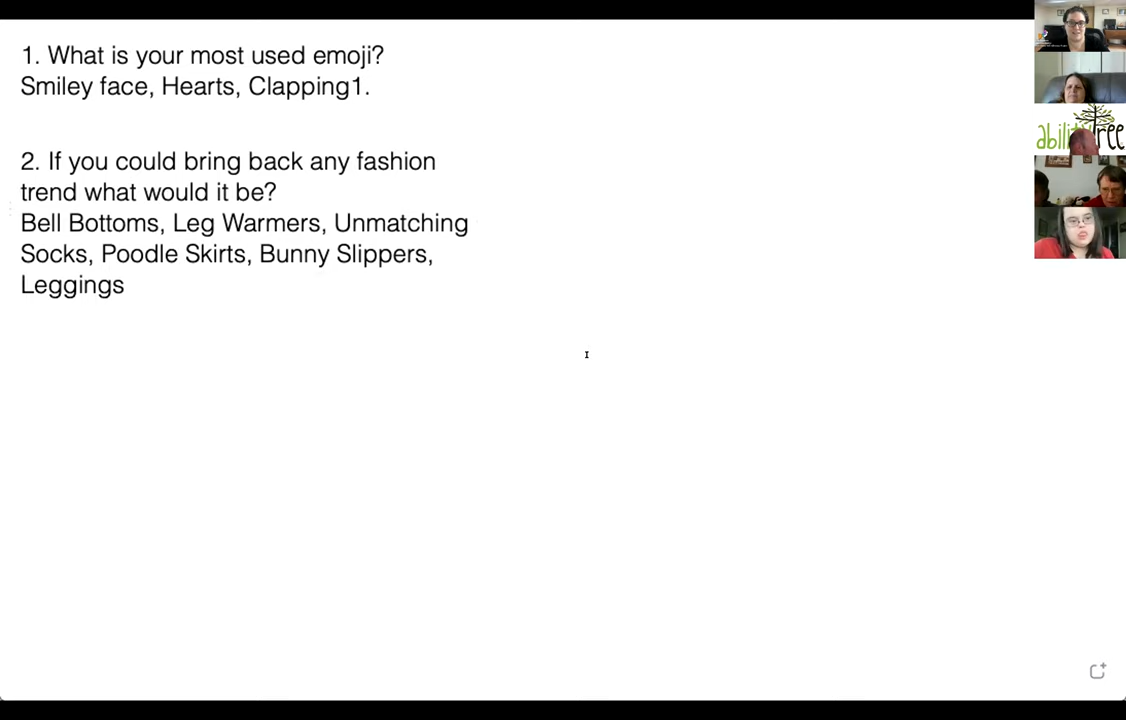 1. What is your most used emoji?
Smiley face, Hearts, Clapping1.
2. If you could bring back any fashion
trend what would it be?
Bell Bottoms, Leg Warmers, Unmatching
Socks, Poodle Skirts, Bunny Slippers,
Leggings